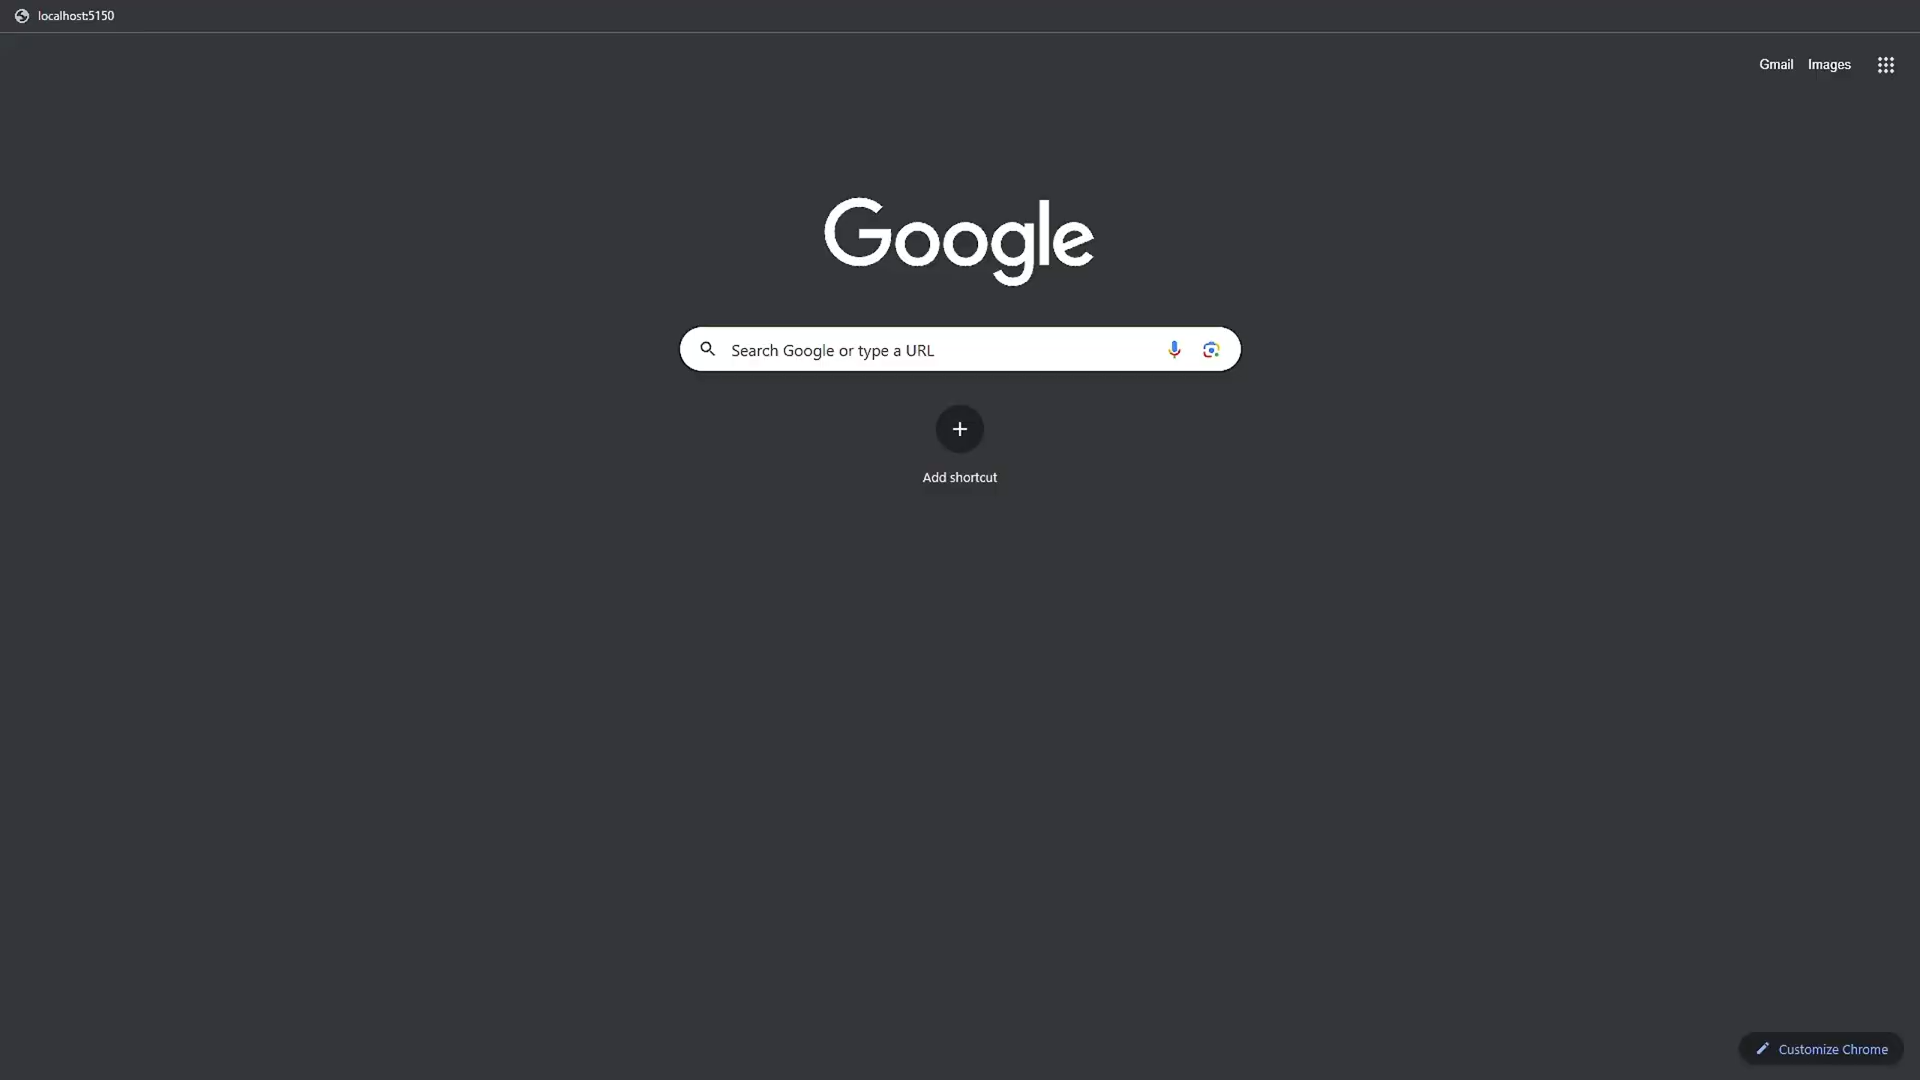 localhost:5150
Gmail Images
Google
Search Google or type a URL
Add shortcut
Customize Chrome